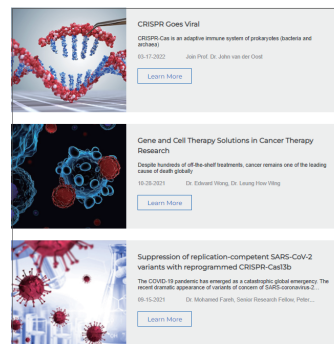 CRISPR Goes Viral
CRISPR-Cas is an adaptive immune system of prokaryotes (bacteria and
archaea)
03-17-2022 Join Prof. Dr. John van der Oost
Learn More
Gene and Cell Therapy Solutions in Cancer Therapy
Research
Despite hundreds of off-the-shelf treatments, cancer remains one of the leading
cause of death globally
10-28-2021 Dr. Edward Wong, Dr. Leung How Wing
Learn More
Suppression of replication-competent SARS-CoV-2
variants with reprogrammed CRISPR-Cas13b
The COVID-19 pandemic has emerged as a catastrophic global emergency. The
recent dramatic appearance of variants of concern of SARS-coronavirus-2...
09-15-2021 Dr. Mohamed Fareh, Senior Research Fellow, Peter...
Learn More